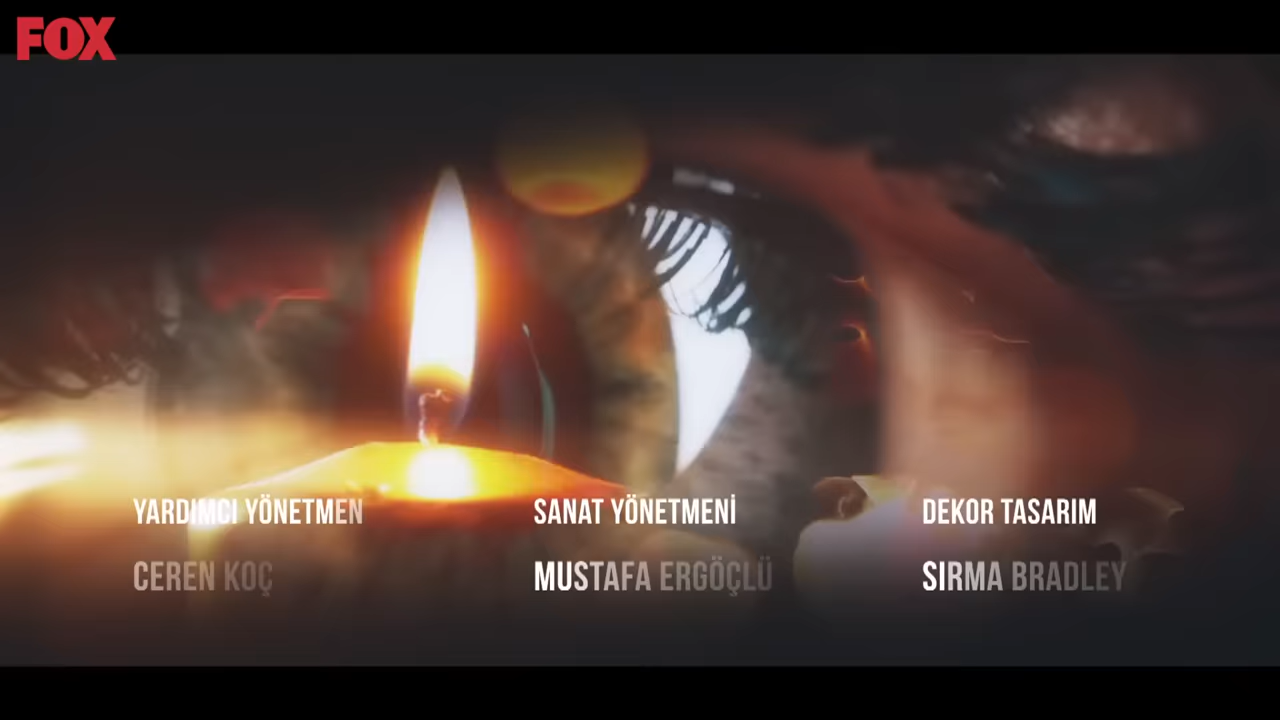 FOX
YARDIMCI YÖNETMEN
CEREN KOÇ
SANAT YÖNETMENİ
MUSTAFA ERGÖÇLÜ
DEKOR TASARIM
SIRMA BRADLEY